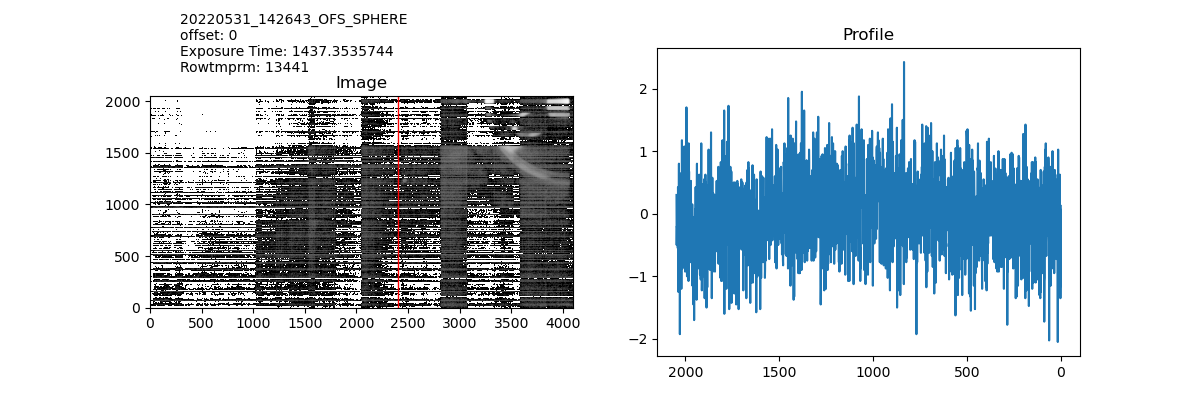 20220531_142643_OFS_SPHERE
offset: 0
Exposure Time: 1437.3535744
Rowtmprm: 13441
Image
2000
1500
1000
500
0
0 500 1000 1500 2000 2500 3000 3500 4000
Profile
2
1
0
−1
−2
2000 1500 1000 500 0